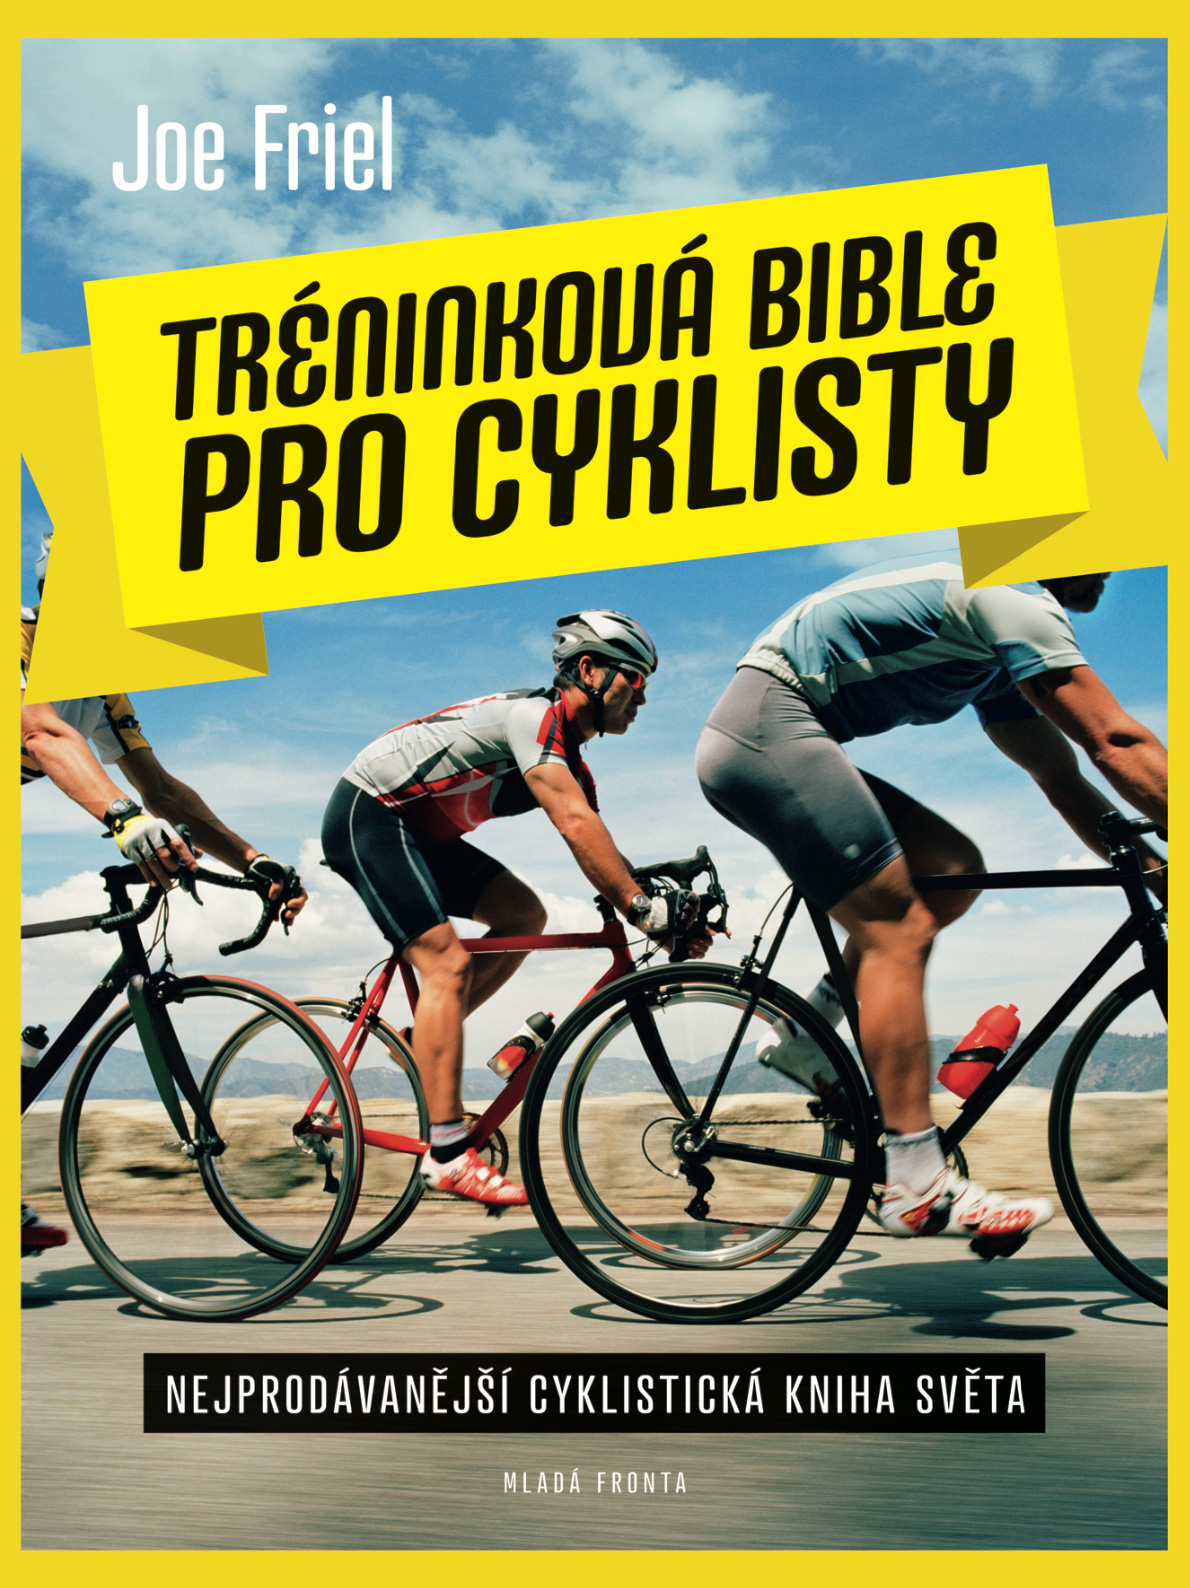 Joe Friel
TRÉNINKOVÁ BIBLE
PRO CYKLISTY
NEJPRODÁVANĚJŠÍ CYKLISTICKÁ KNIHA SVĚTA
MLADÁ FRONTA